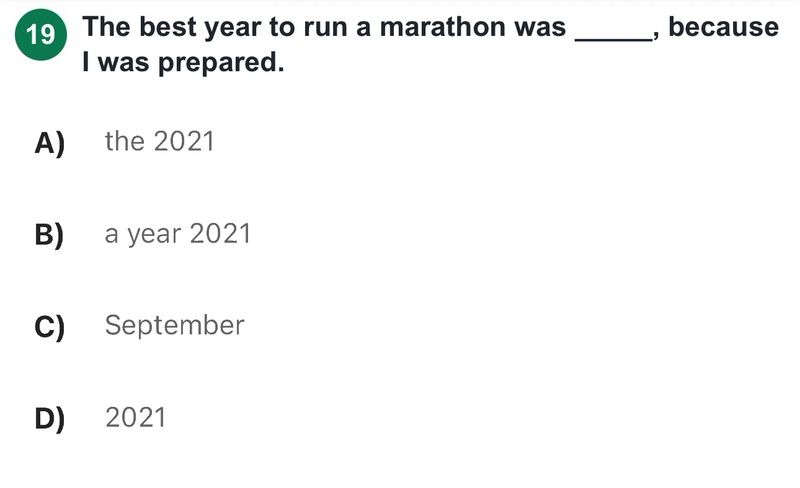 19 The best year to run a marathon was _____, because
I was prepared.
A) the 2021
B) a year 2021
C) September
D) 2021